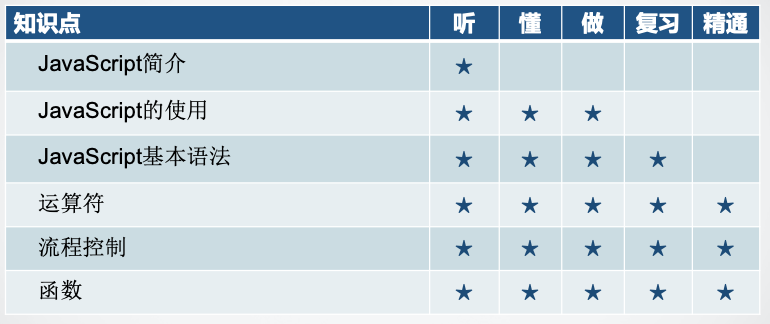 知识点 听 懂 做 复习 精通
JavaScript简介 ★
JavaScript的使用 ★ ★ ★
JavaScript基本语法 ★ ★ ★ ★
运算符 ★ ★ ★ ★ ★
流程控制 ★ ★ ★ ★ ★
函数 ★ ★ ★ ★ ★